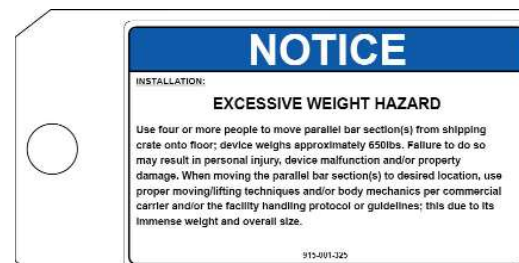 NOTICE
INSTALLATION:
EXCESSIVE WEIGHT HAZARD
Use four or more people to move parallel bar section(s) from shipping
crate onto floor; device weighs approximately 650lbs. Failure to do so
may result in personal injury, device malfunction and/or property
damage. When moving the parallel bar section(s) to desired location, use
proper moving/lifting techniques and/or body mechanics per commercial
carrier and/or the facility handling protocol or guidelines; this due to its
immense weight and overall size.
915-001-325